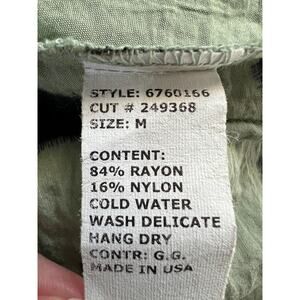 STYLE: 6760166
CUT # 249368
SIZE: M
CONTENT:
84% RAYON
16% NYLON
COLD WATER
WASH DELICATE
HANG DRY
CONTR: G.G.
MADE IN USA